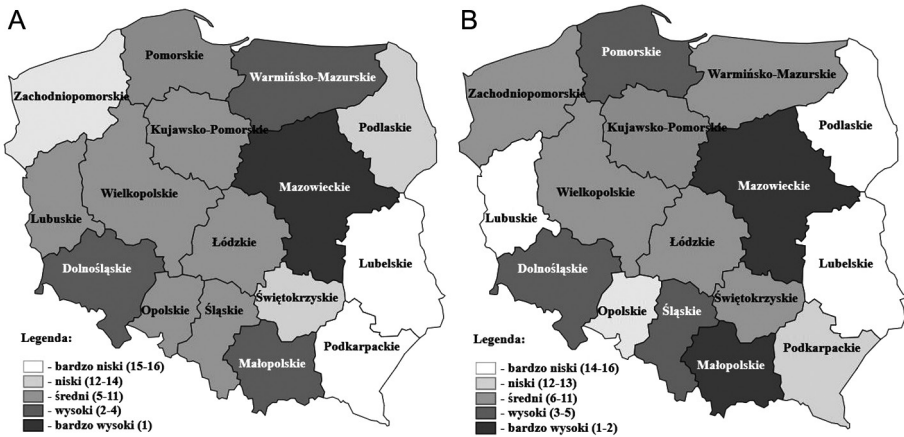 A
Pomorskie
Warmińsko-Mazurskie
Zachodniopomorskie
Podlaskie
Kujawsko-Pomorskie
Mazowieckie
Wielkopolskie
Lubuskie
Łódzkie
Lubelskie
Dolnośląskie
Świętokrzyskie
Opolskie
Śląskie
Podkarpackie
Małopolskie
Legenda:
- bardzo niski (15-16)
- niski (12-14)
- średni (5-11)
- wysoki (2-4)
- bardzo wysoki (1)
B
Pomorskie
Warmińsko-Mazurskie
Zachodniopomorskie
Podlaskie
Kujawsko-Pomorskie
Mazowieckie
Wielkopolskie
Lubuskie
Łódzkie
Lubelskie
Dolnośląskie
Świętokrzyskie
Opolskie
Śląskie
Podkarpackie
Małopolskie
Legenda:
- bardzo niski (14-16)
- niski (12-13)
- średni (6-11)
- wysoki (3-5)
- bardzo wysoki (1-2)